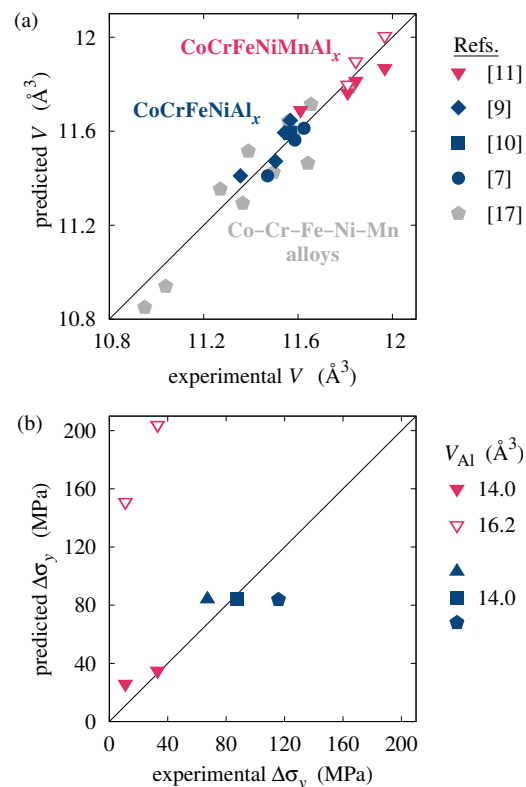 (a)
12
11.6
11.2
10.8
predicted V (Å³)
CoCrFeNiMnAlₓ
CoCrFeNiAlₓ
Co–Cr–Fe–Ni–Mn
alloys
10.8
11.2
11.6
12
experimental V (Å³)
Refs.
[11]
[9]
[10]
[7]
[17]
(b)
200
160
120
80
40
0
predicted Δσy (MPa)
0
40
80
120
160
200
experimental Δσy (MPa)
VAl (Å³)
14.0
16.2
14.0